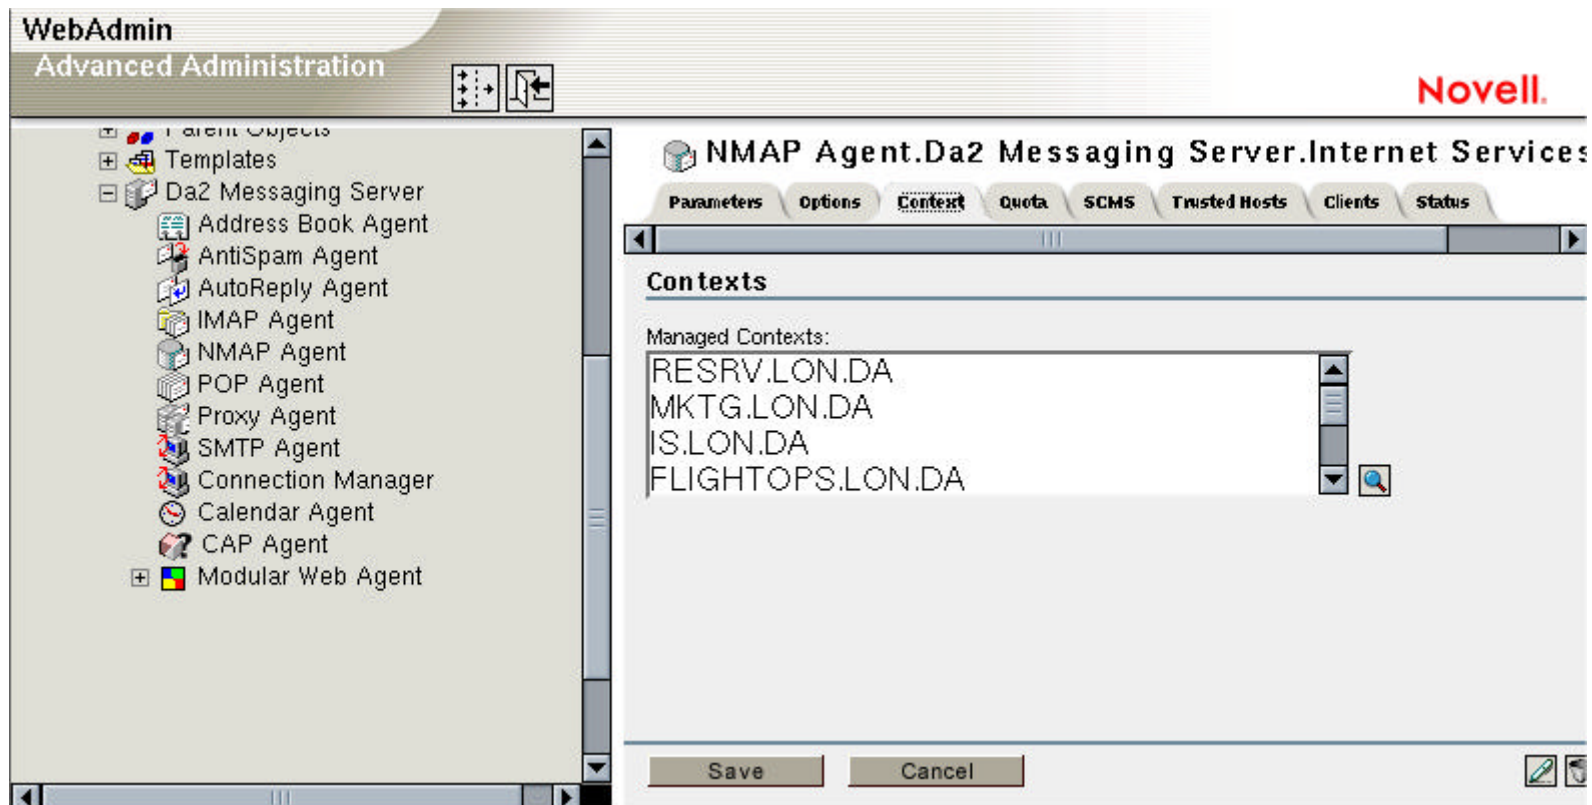 WebAdmin
Advanced Administration
Novell.
Parent Objects
Templates
Da2 Messaging Server
Address Book Agent
AntiSpam Agent
AutoReply Agent
IMAP Agent
NMAP Agent
POP Agent
Proxy Agent
SMTP Agent
Connection Manager
Calendar Agent
CAP Agent
Modular Web Agent
NMAP Agent.Da2 Messaging Server.Internet Services
Parameters Options Context Quota SCMS Trusted Hosts Clients Status
Contexts
Managed Contexts:
RESRV.LON.DA
MKTG.LON.DA
IS.LON.DA
FLIGHTOPS.LON.DA
Save Cancel